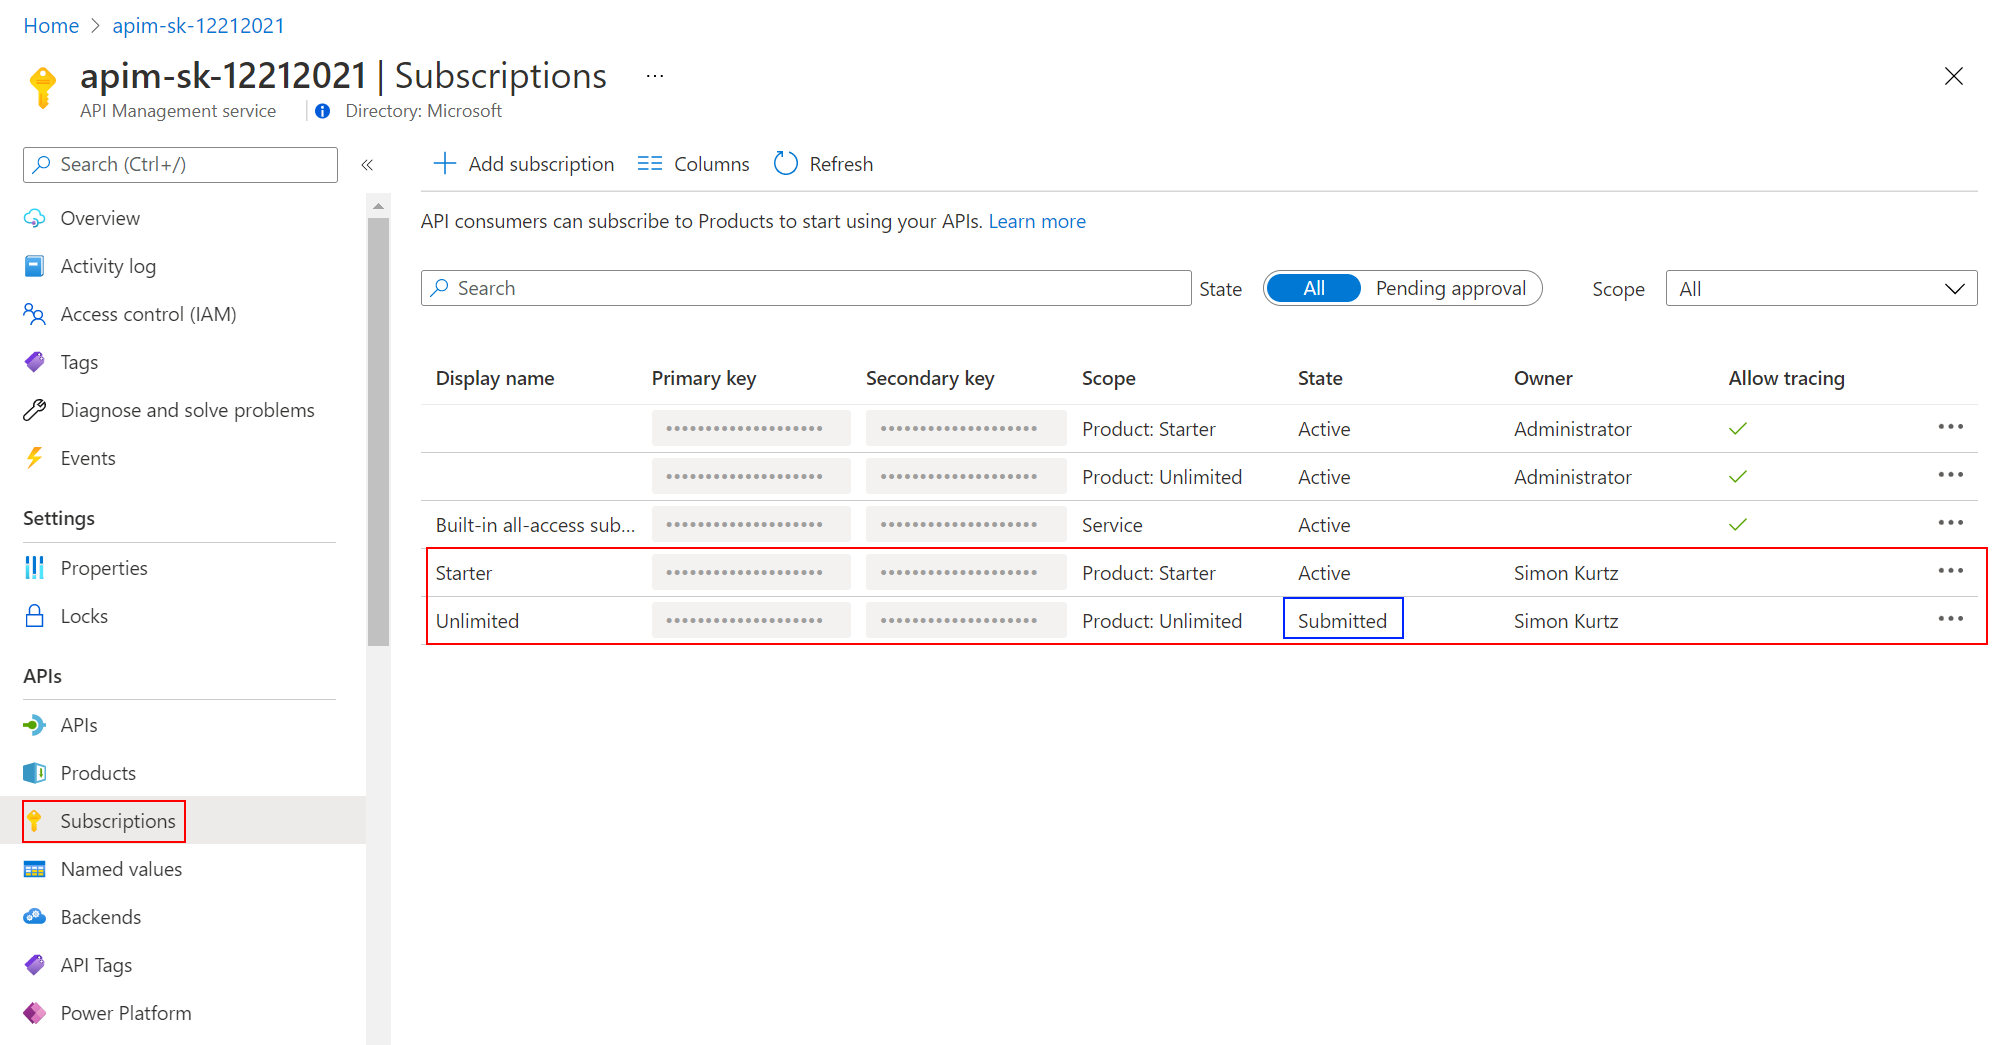 Home > apim-sk-12212021
apim-sk-12212021 | Subscriptions ...
API Management service Directory: Microsoft
Search (Ctrl+/) «
Add subscription Columns Refresh
API consumers can subscribe to Products to start using your APIs. Learn more
Search State All Pending approval Scope All
Display name Primary key Secondary key Scope State Owner Allow tracing
•••••••••••••••••••• •••••••••••••••••••• Product: Starter Active Administrator ...
•••••••••••••••••••• •••••••••••••••••••• Product: Unlimited Active Administrator ...
Built-in all-access sub... •••••••••••••••••••• •••••••••••••••••••• Service Active ...
Starter •••••••••••••••••••• •••••••••••••••••••• Product: Starter Active Simon Kurtz ...
Unlimited •••••••••••••••••••• •••••••••••••••••••• Product: Unlimited Submitted Simon Kurtz ...
Overview
Activity log
Access control (IAM)
Tags
Diagnose and solve problems
Events
Settings
Properties
Locks
APIs
APIs
Products
Subscriptions
Named values
Backends
API Tags
Power Platform